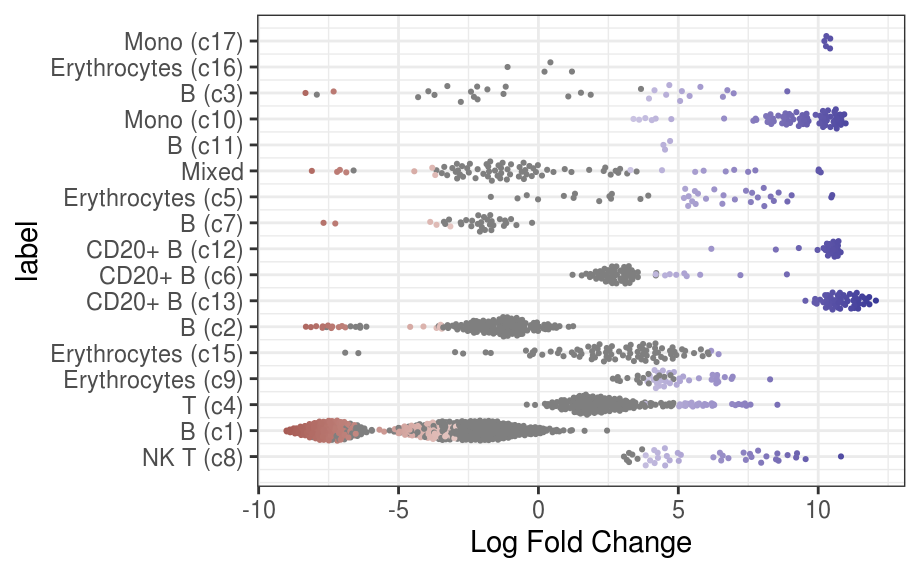 Mono (c17)
Erythrocytes (c16)
B (c3)
Mono (c10)
B (c11)
Mixed
Erythrocytes (c5)
B (c7)
CD20+ B (c12)
CD20+ B (c6)
CD20+ B (c13)
B (c2)
Erythrocytes (c15)
Erythrocytes (c9)
T (c4)
B (c1)
NK T (c8)
label
-10 -5 0 5 10
Log Fold Change